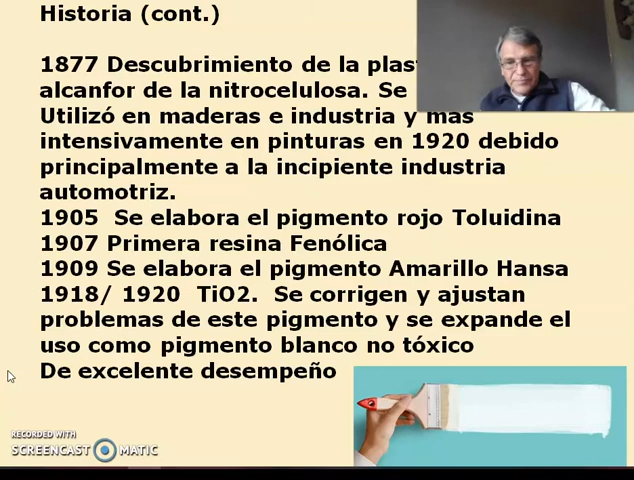 Historia (cont.)
1877 Descubrimiento de la
alcanfor de la nitrocelulosa. Se
Utilizó en maderas e industria y mas
intensivamente en pinturas en 1920 debido
principalmente a la incipiente industria
automotriz.
1905 Se elabora el pigmento rojo Toluidina
1907 Primera resina Fenólica
1909 Se elabora el pigmento Amarillo Hansa
1918/ 1920 TiO2. Se corrigen y ajustan
problemas de este pigmento y se expande el
uso como pigmento blanco no tóxico
De excelente desempeño
RECORDED WITH
SCREENCAST MATIC